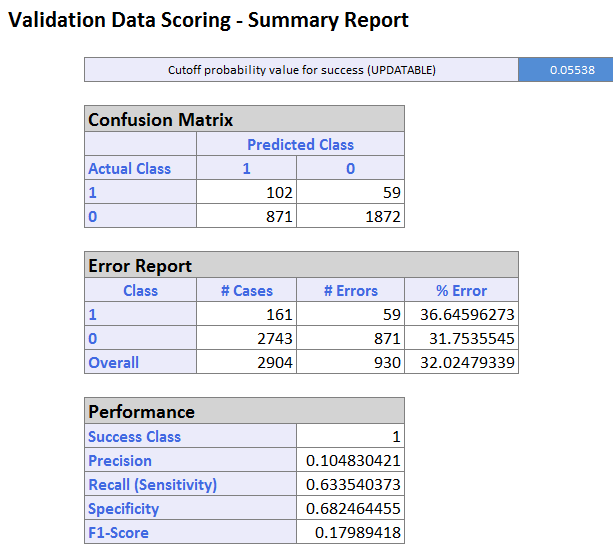 Validation Data Scoring - Summary Report
Cutoff probability value for success (UPDATABLE) 0.05538
Confusion Matrix
Predicted Class
Actual Class 1 0
1 102 59
0 871 1872
Error Report
Class # Cases # Errors % Error
1 161 59 36.64596273
0 2743 871 31.7535545
Overall 2904 930 32.02479339
Performance
Success Class 1
Precision 0.104830421
Recall (Sensitivity) 0.633540373
Specificity 0.682464455
F1-Score 0.17989418